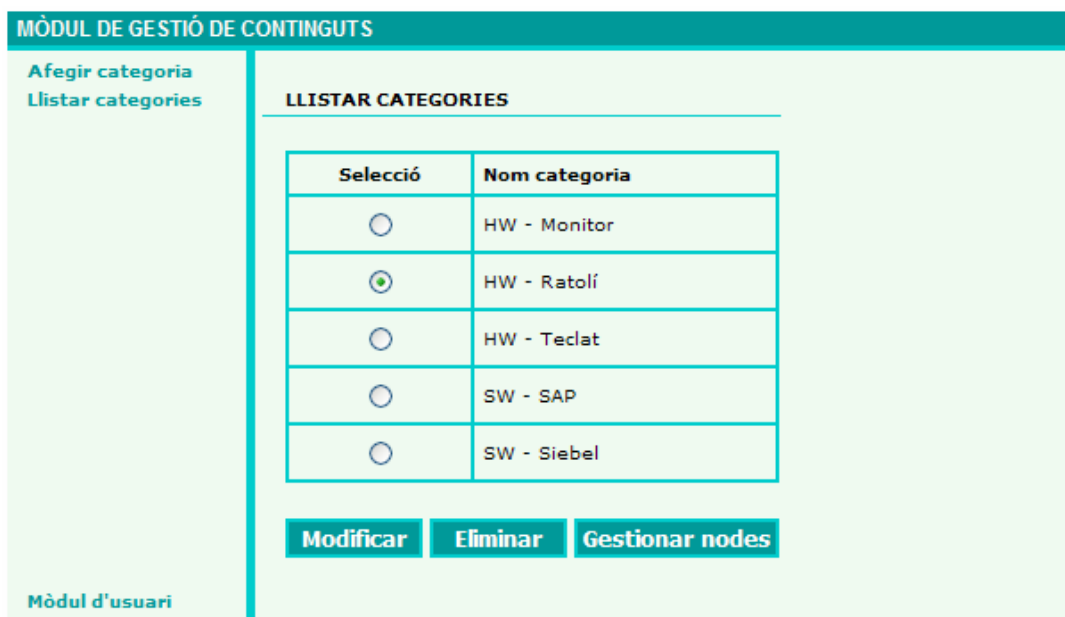 MÒDUL DE GESTIÓ DE CONTINGUTS
Afegir categoria
Llistar categories
LLISTAR CATEGORIES
Selecció Nom categoria
HW - Monitor
HW - Ratolí
HW - Teclat
SW - SAP
SW - Siebel
Modificar Eliminar Gestionar nodes
Mòdul d'usuari